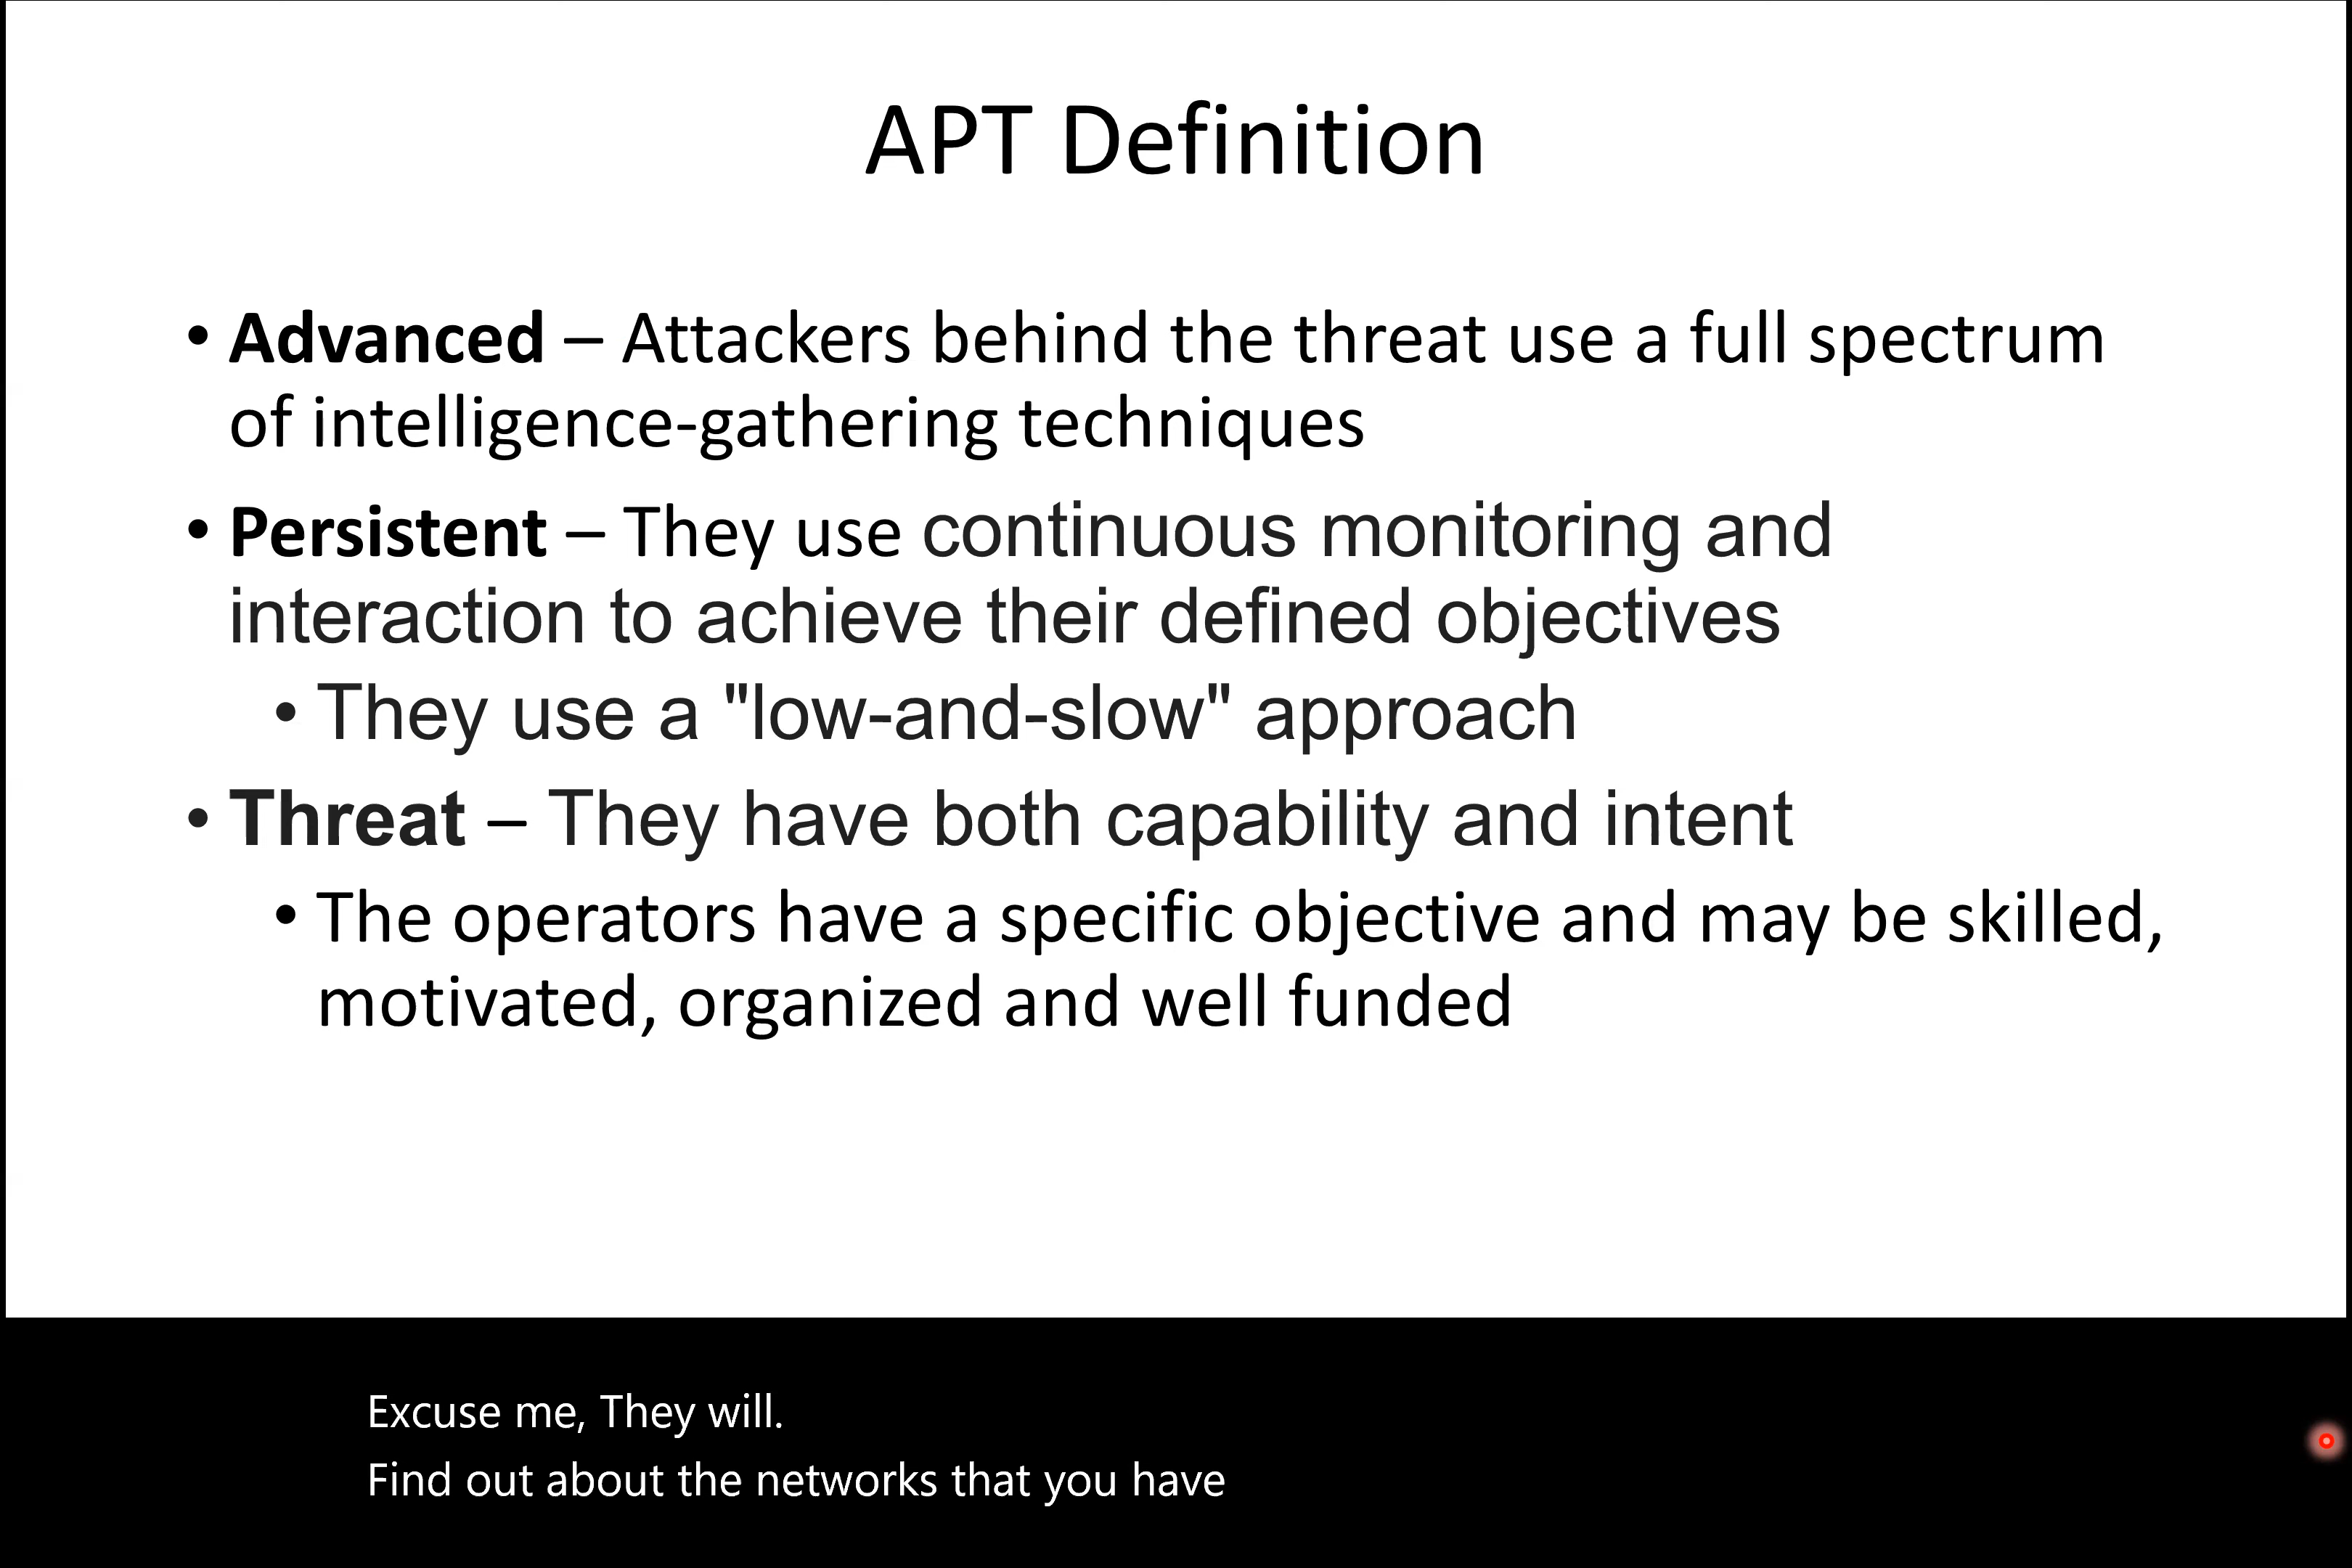 APT Definition
• Advanced – Attackers behind the threat use a full spectrum
of intelligence-gathering techniques
• Persistent – They use continuous monitoring and
interaction to achieve their defined objectives
• They use a "low-and-slow" approach
• Threat – They have both capability and intent
• The operators have a specific objective and may be skilled,
motivated, organized and well funded
Excuse me, They will.
Find out about the networks that you have